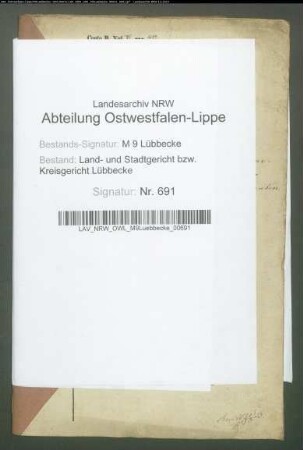 Landesarchiv NRW
Abteilung Ostwestfalen-Lippe
Bestands-Signatur: M 9 Lübbecke
Bestand: Land- und Stadtgericht bzw.
Kreisgericht Lübbecke
Signatur: Nr. 691
LAV_NRW_OWL_M9Luebbecke_00691